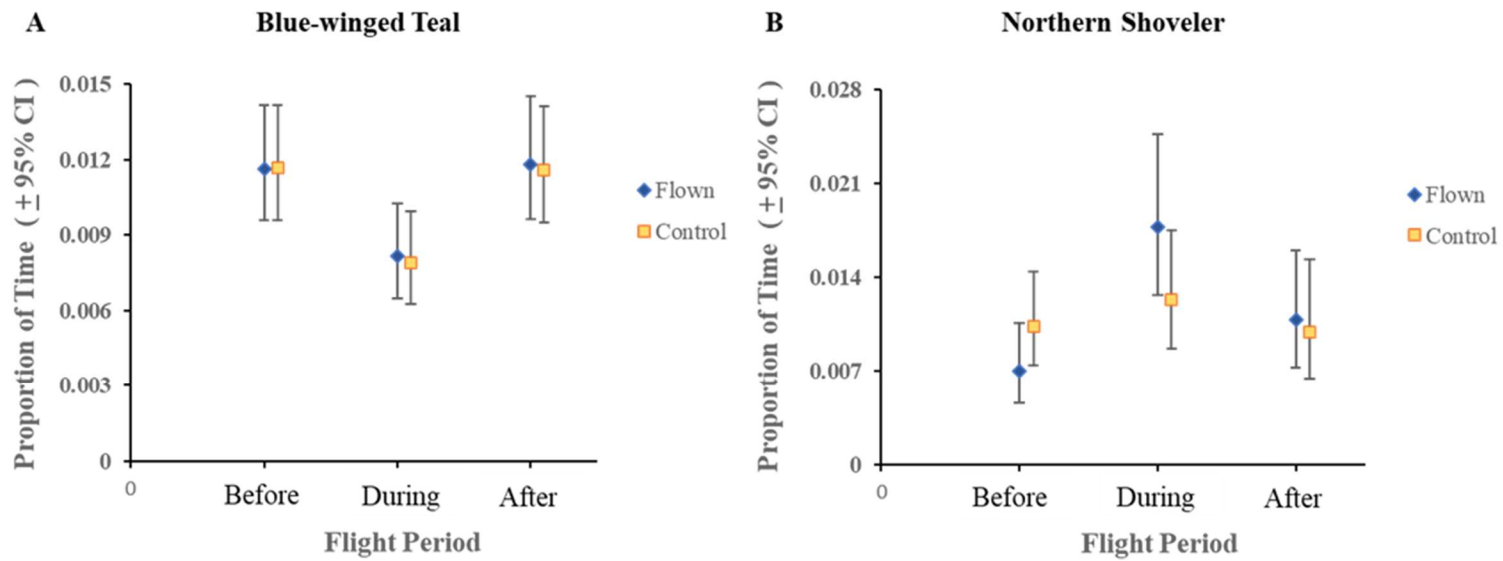 A
Blue-winged Teal
Proportion of Time ( ± 95% CI )
0.015
0.012
0.009
0.006
0.003
0
0
Before
During
After
Flight Period
Flown
Control
B
Northern Shoveler
Proportion of Time ( ± 95% CI )
0.028
0.021
0.014
0.007
0
0
Before
During
After
Flight Period
Flown
Control